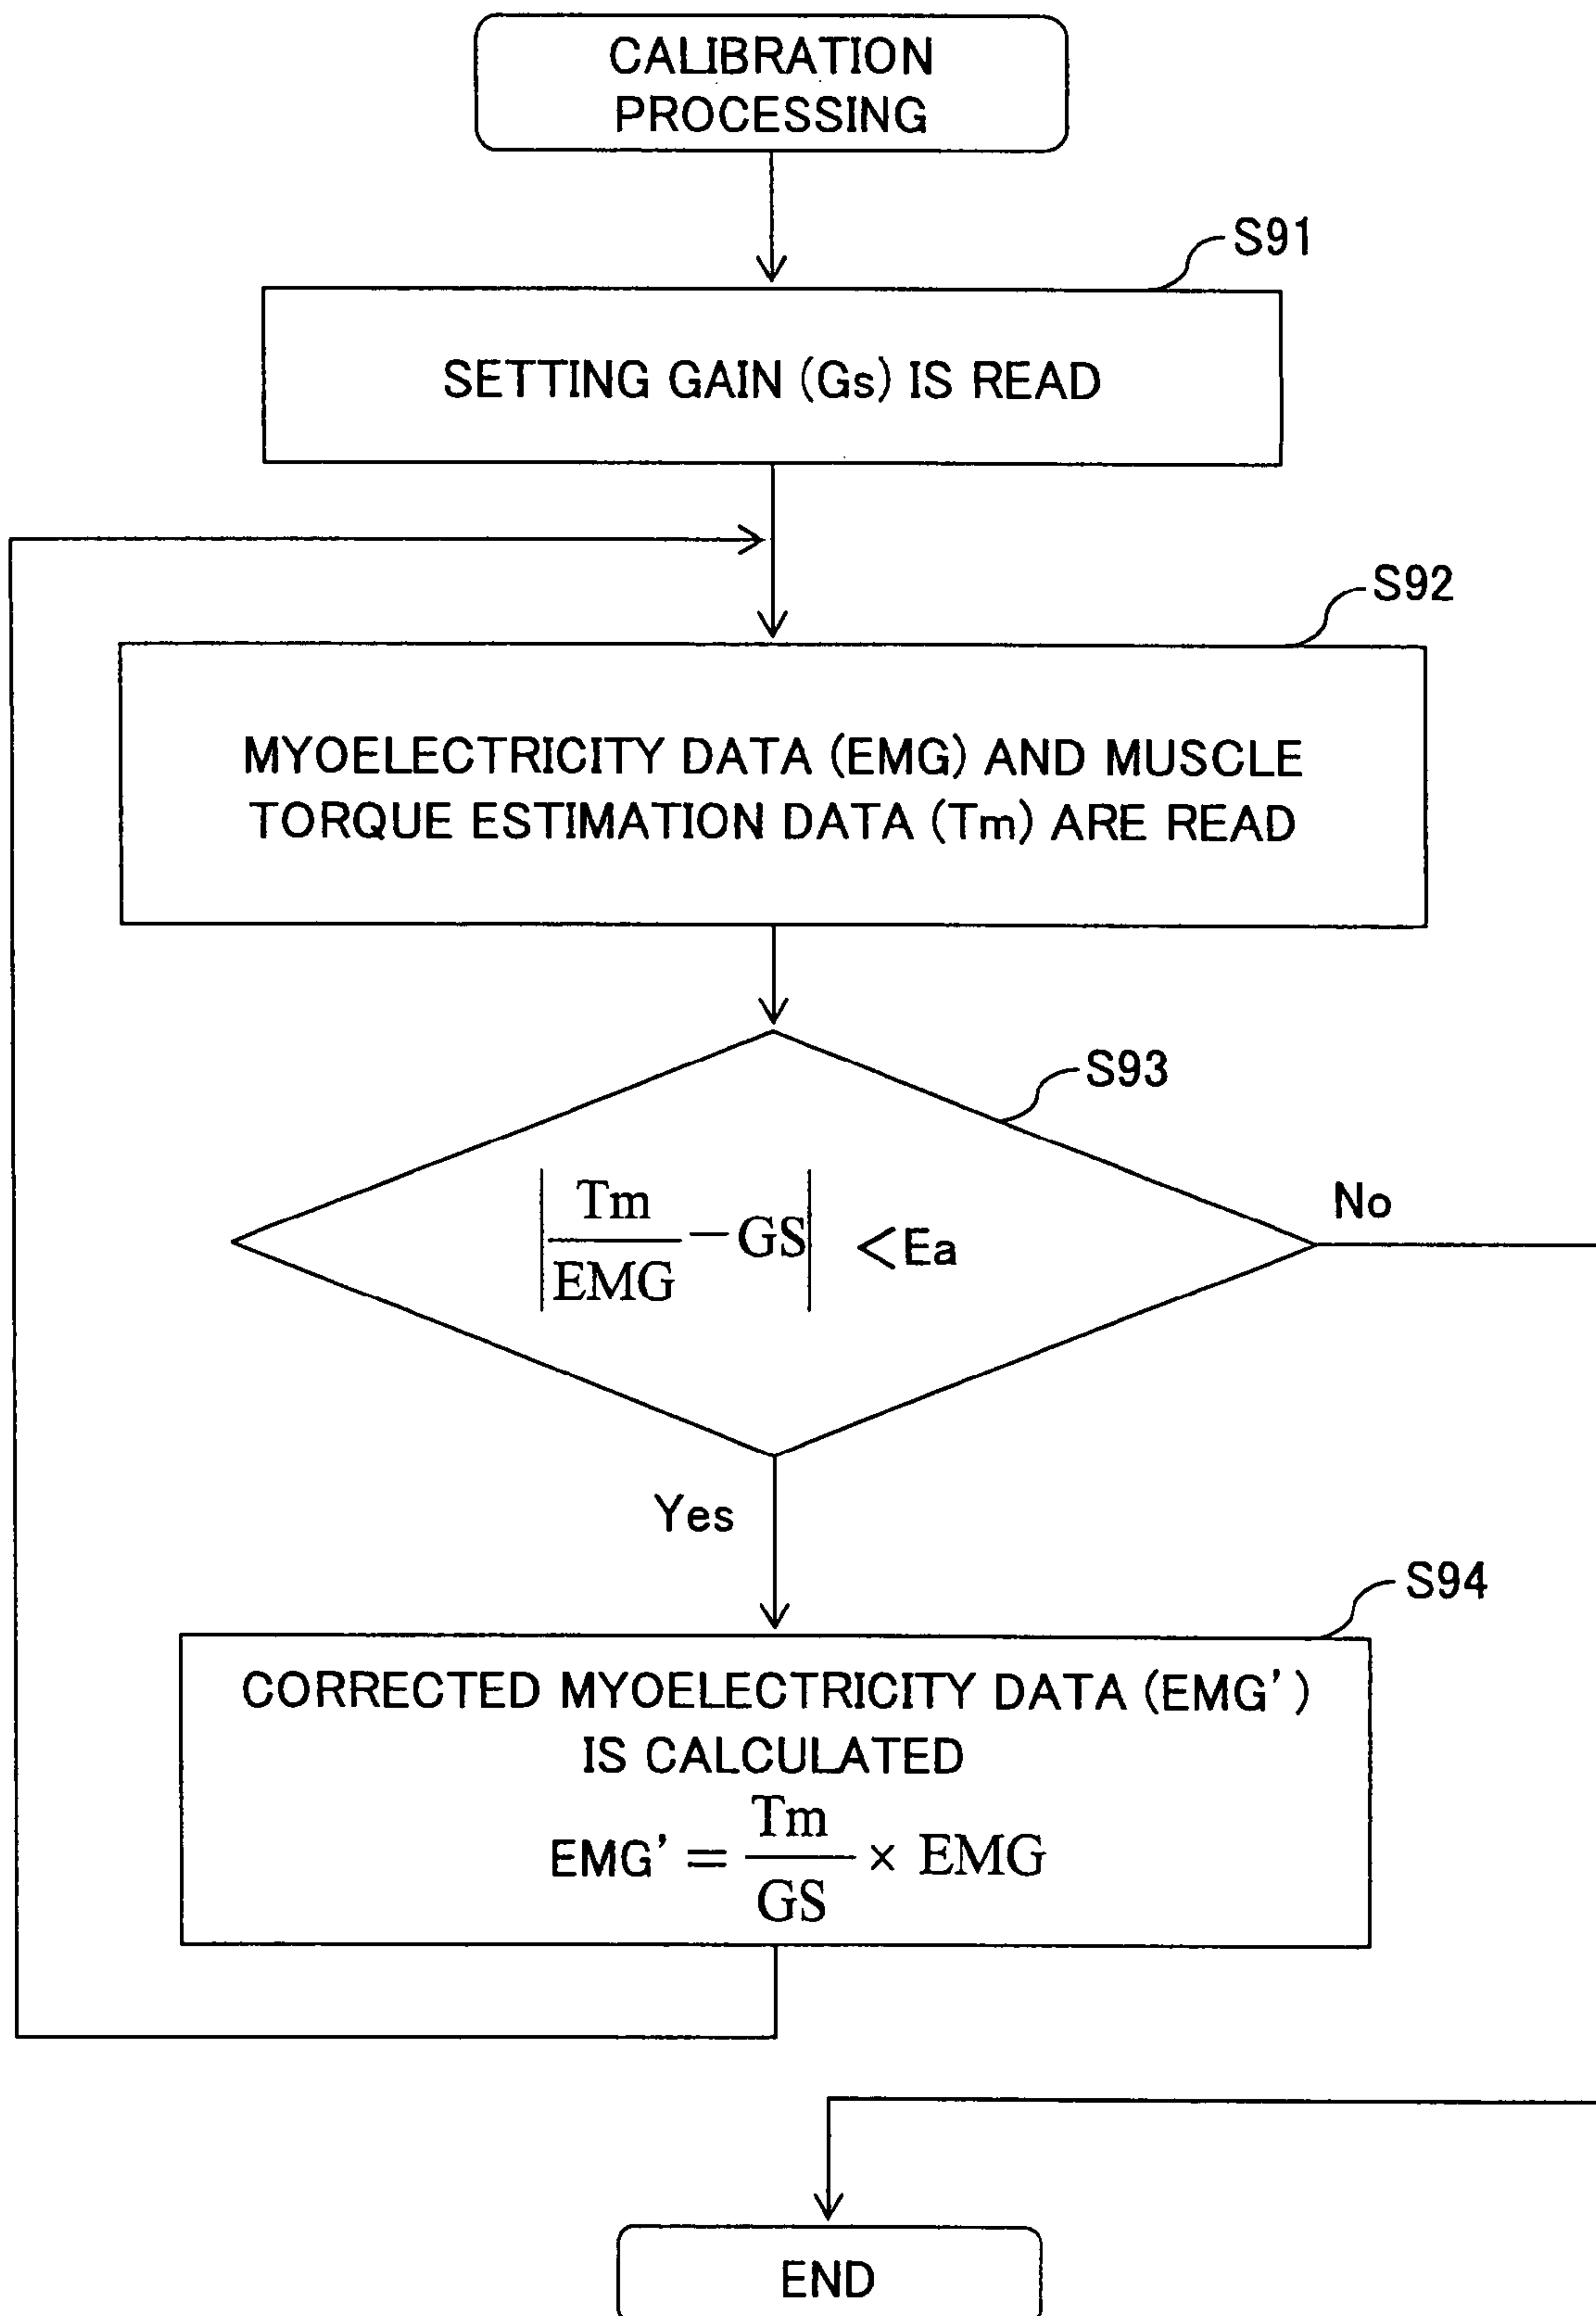 CALIBRATION
PROCESSING
S91
SETTING GAIN (Gs) IS READ
S92
MYOELECTRICITY DATA (EMG) AND MUSCLE
TORQUE ESTIMATION DATA (Tm) ARE READ
S93
|Tm/EMG − GS| <Ea
No
Yes
S94
CORRECTED MYOELECTRICITY DATA (EMG')
IS CALCULATED
EMG' = Tm/GS × EMG
END